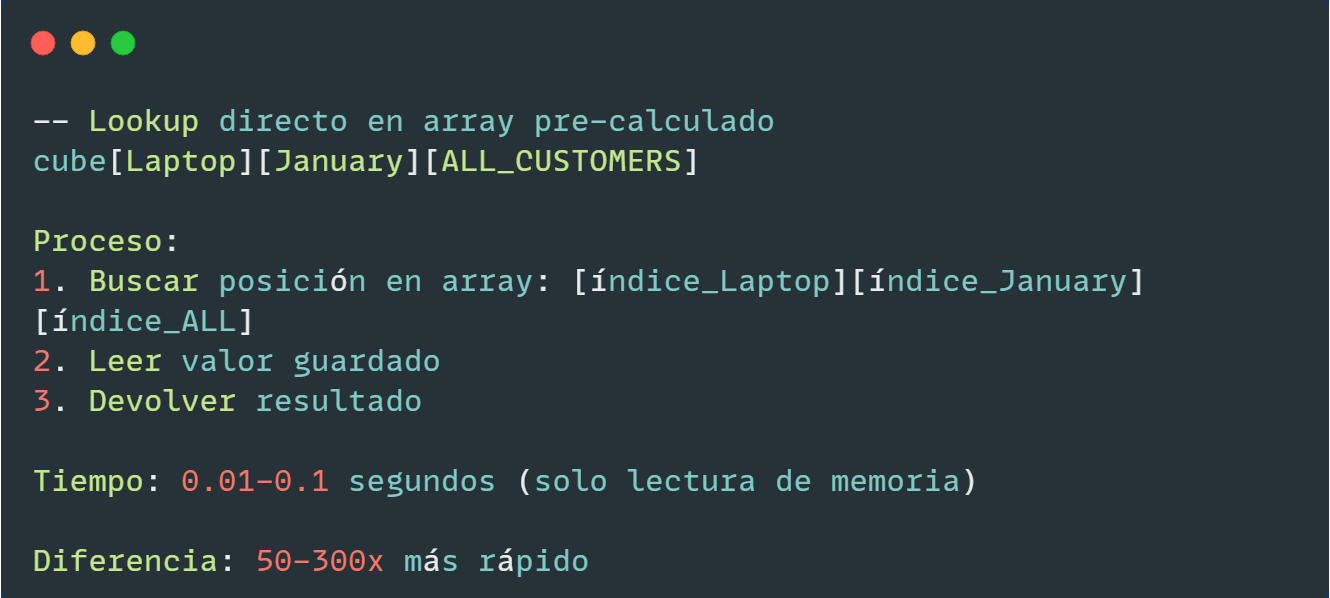 -- Lookup directo en array pre-calculado
cube[Laptop][January][ALL_CUSTOMERS]
Proceso:
1. Buscar posición en array: [índice_Laptop][índice_January]
[índice_ALL]
2. Leer valor guardado
3. Devolver resultado
Tiempo: 0.01-0.1 segundos (solo lectura de memoria)
Diferencia: 50-300x más rápido